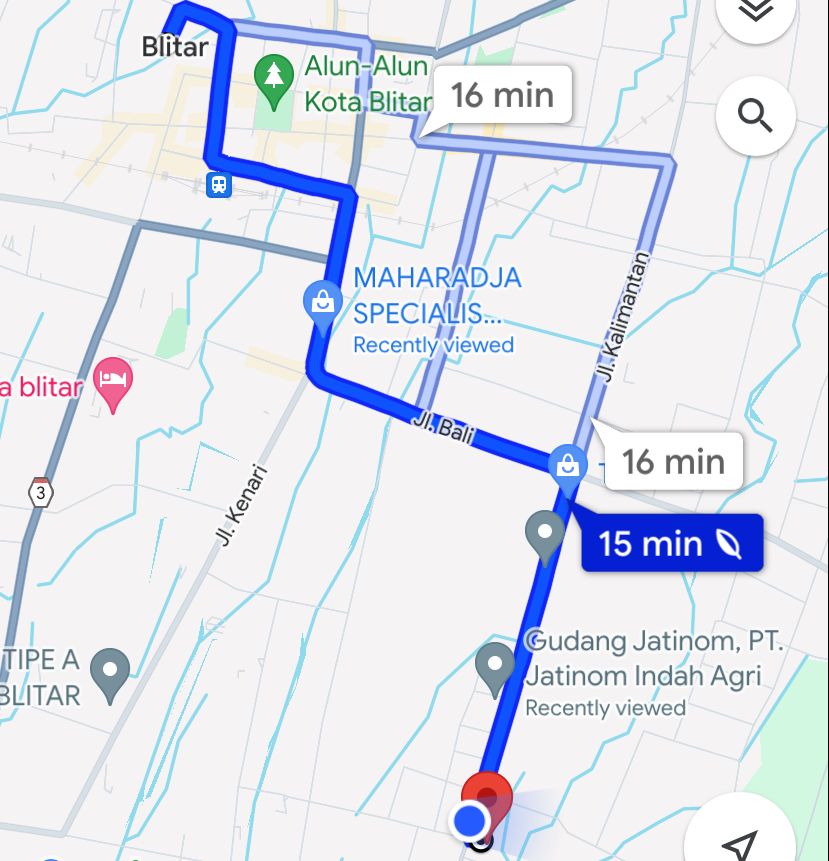 Blitar
Alun-Alun
Kota Blitar
16 min
MAHARADJA
SPECIALIS...
Recently viewed
Jl. Kalimantan
a blitar
Jl. Bali
16 min
3
Jl. Kenari
15 min
Gudang Jatinom, PT.
Jatinom Indah Agri
Recently viewed
TIPE A
BLITAR